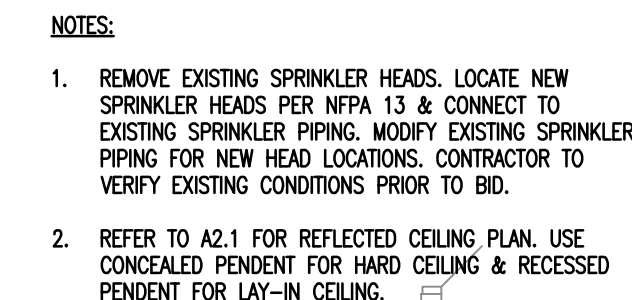 NOTES:
1. REMOVE EXISTING SPRINKLER HEADS. LOCATE NEW
SPRINKLER HEADS PER NFPA 13 & CONNECT TO
EXISTING SPRINKLER PIPING. MODIFY EXISTING SPRINKLER
PIPING FOR NEW HEAD LOCATIONS. CONTRACTOR TO
VERIFY EXISTING CONDITIONS PRIOR TO BID.
2. REFER TO A2.1 FOR REFLECTED CEILING PLAN. USE
CONCEALED PENDENT FOR HARD CEILING & RECESSED
PENDENT FOR LAY-IN CEILING.